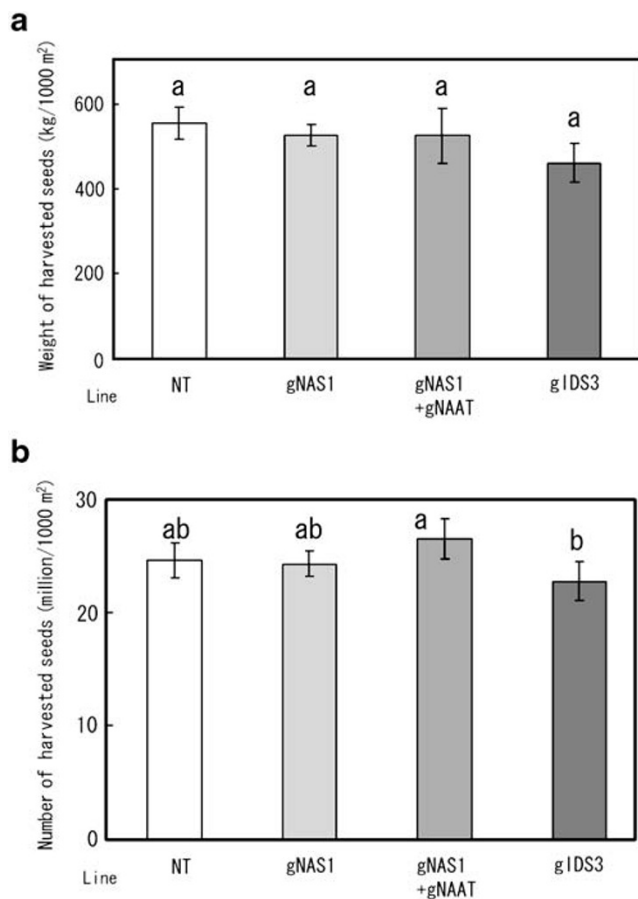 a
Weight of harvested seeds (kg/1000 m²)
600
400
200
0
a
a
a
a
Line
NT
gNAS1
gNAS1
+gNAAT
gIDS3
b
Number of harvested seeds (million/1000 m²)
30
20
10
0
ab
ab
a
b
Line
NT
gNAS1
gNAS1
+gNAAT
gIDS3